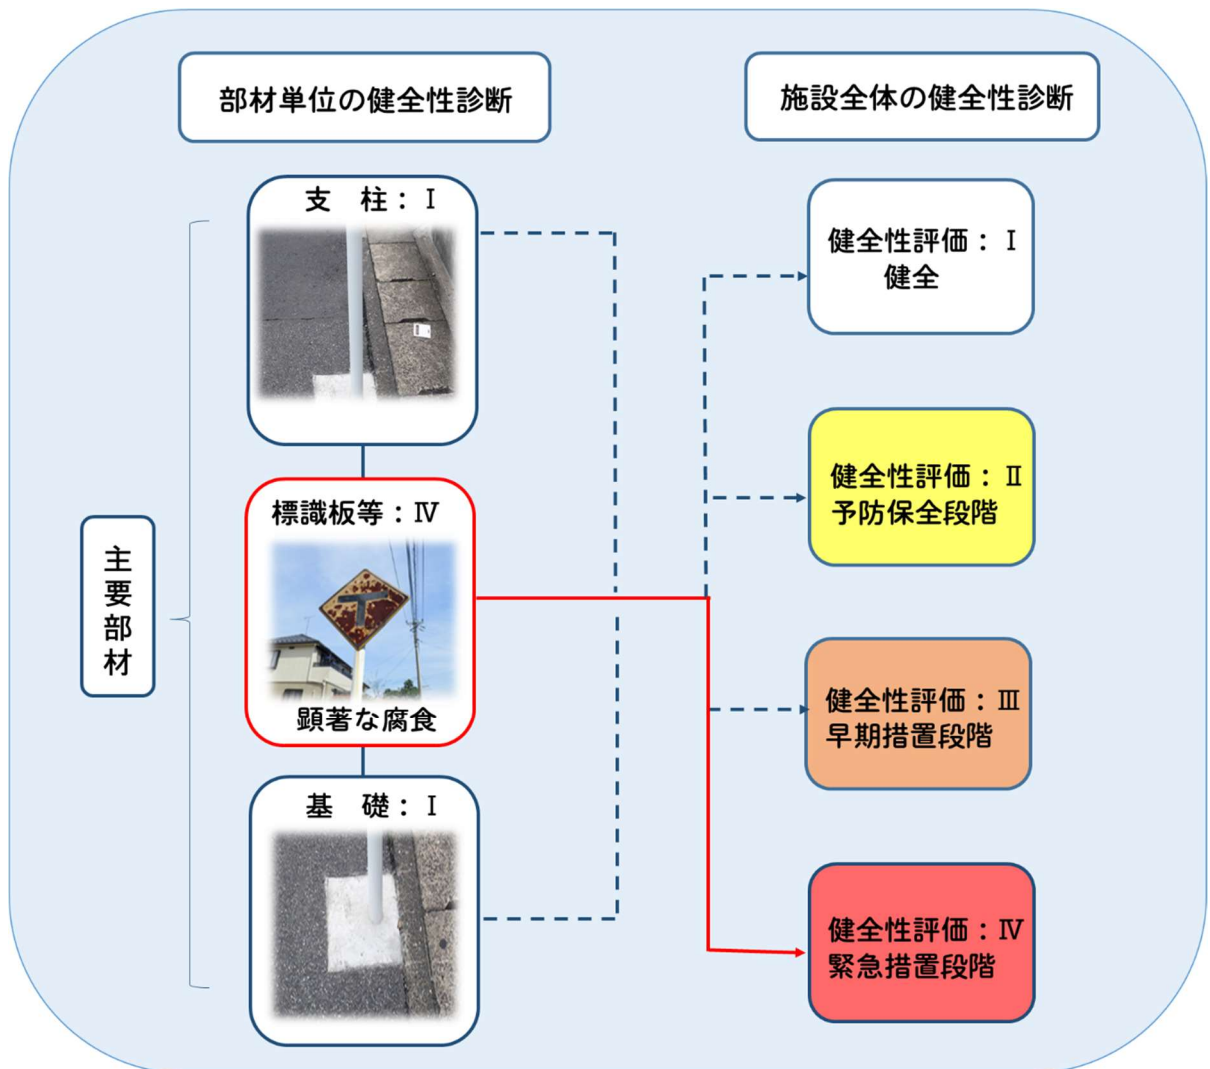 部材単位の健全性診断
施設全体の健全性診断
主要部材
支　柱：Ⅰ
標識板等：Ⅳ
顕著な腐食
基　礎：Ⅰ
健全性評価：Ⅰ
健全
健全性評価：Ⅱ
予防保全段階
健全性評価：Ⅲ
早期措置段階
健全性評価：Ⅳ
緊急措置段階